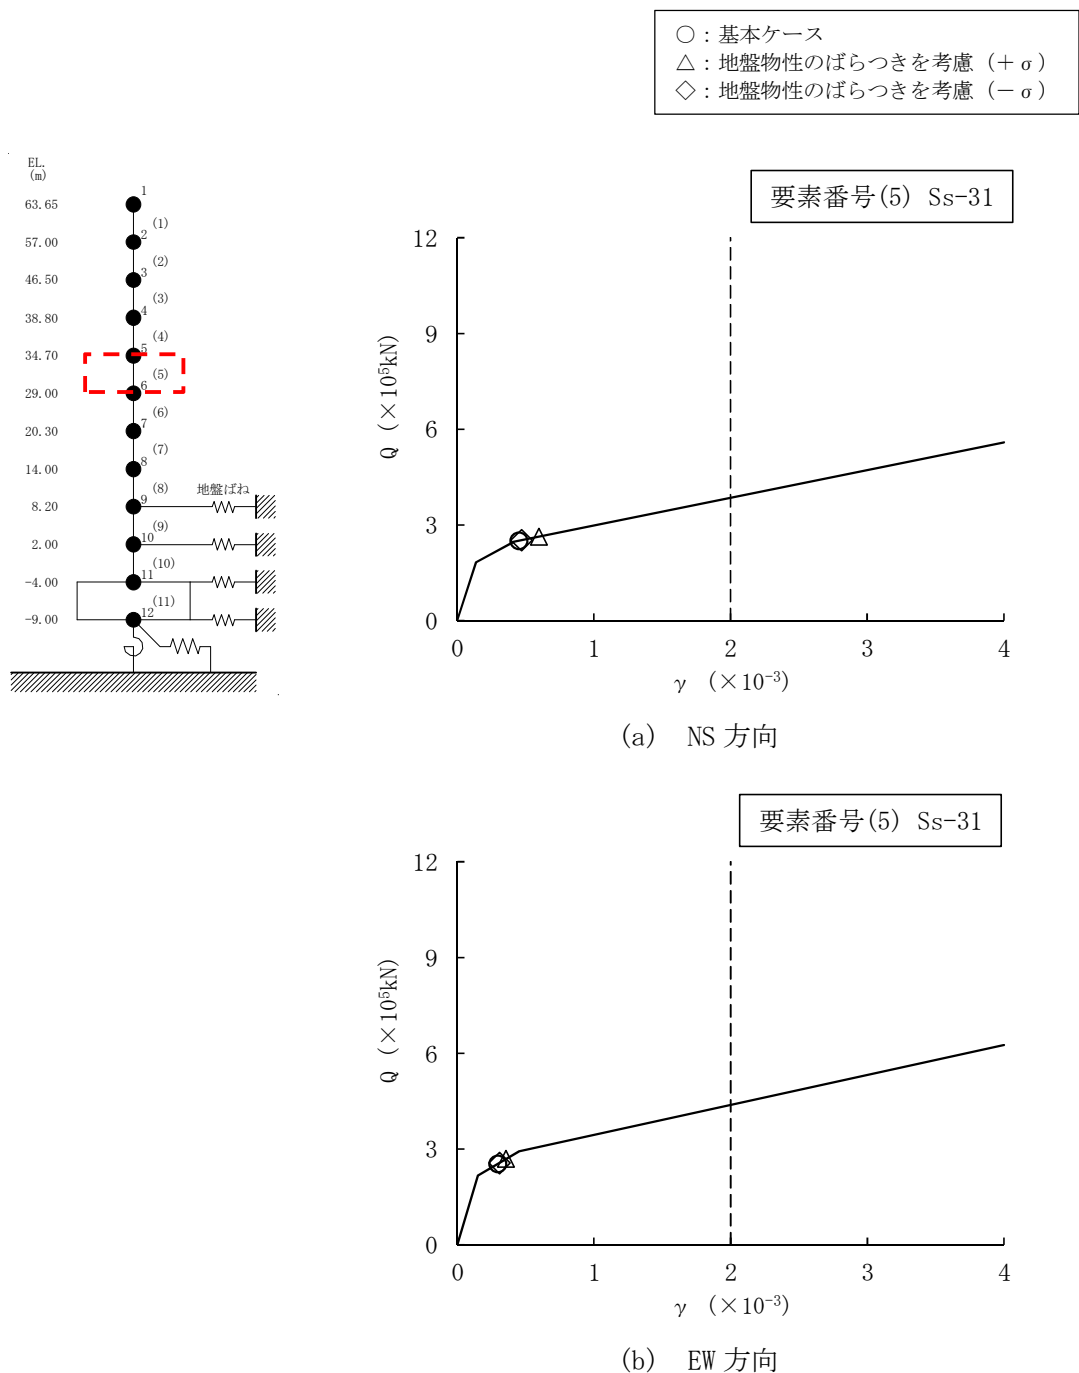 ○：基本ケース
△：地盤物性のばらつきを考慮（＋σ）
◇：地盤物性のばらつきを考慮（－σ）
EL.
(m)
63.65
57.00
46.50
38.80
34.70
29.00
20.30
14.00
8.20
2.00
-4.00
-9.00
1
(1)
2
(2)
3
(3)
4
(4)
5
(5)
6
(6)
7
(7)
8
(8)
地盤ばね
9
(9)
10
(10)
11
(11)
12
要素番号(5) Ss-31
12
9
6
3
0
Q (×10⁵kN)
0 1 2 3 4
γ (×10⁻³)
(a) NS 方向
要素番号(5) Ss-31
12
9
6
3
0
Q (×10⁵kN)
0 1 2 3 4
γ (×10⁻³)
(b) EW 方向